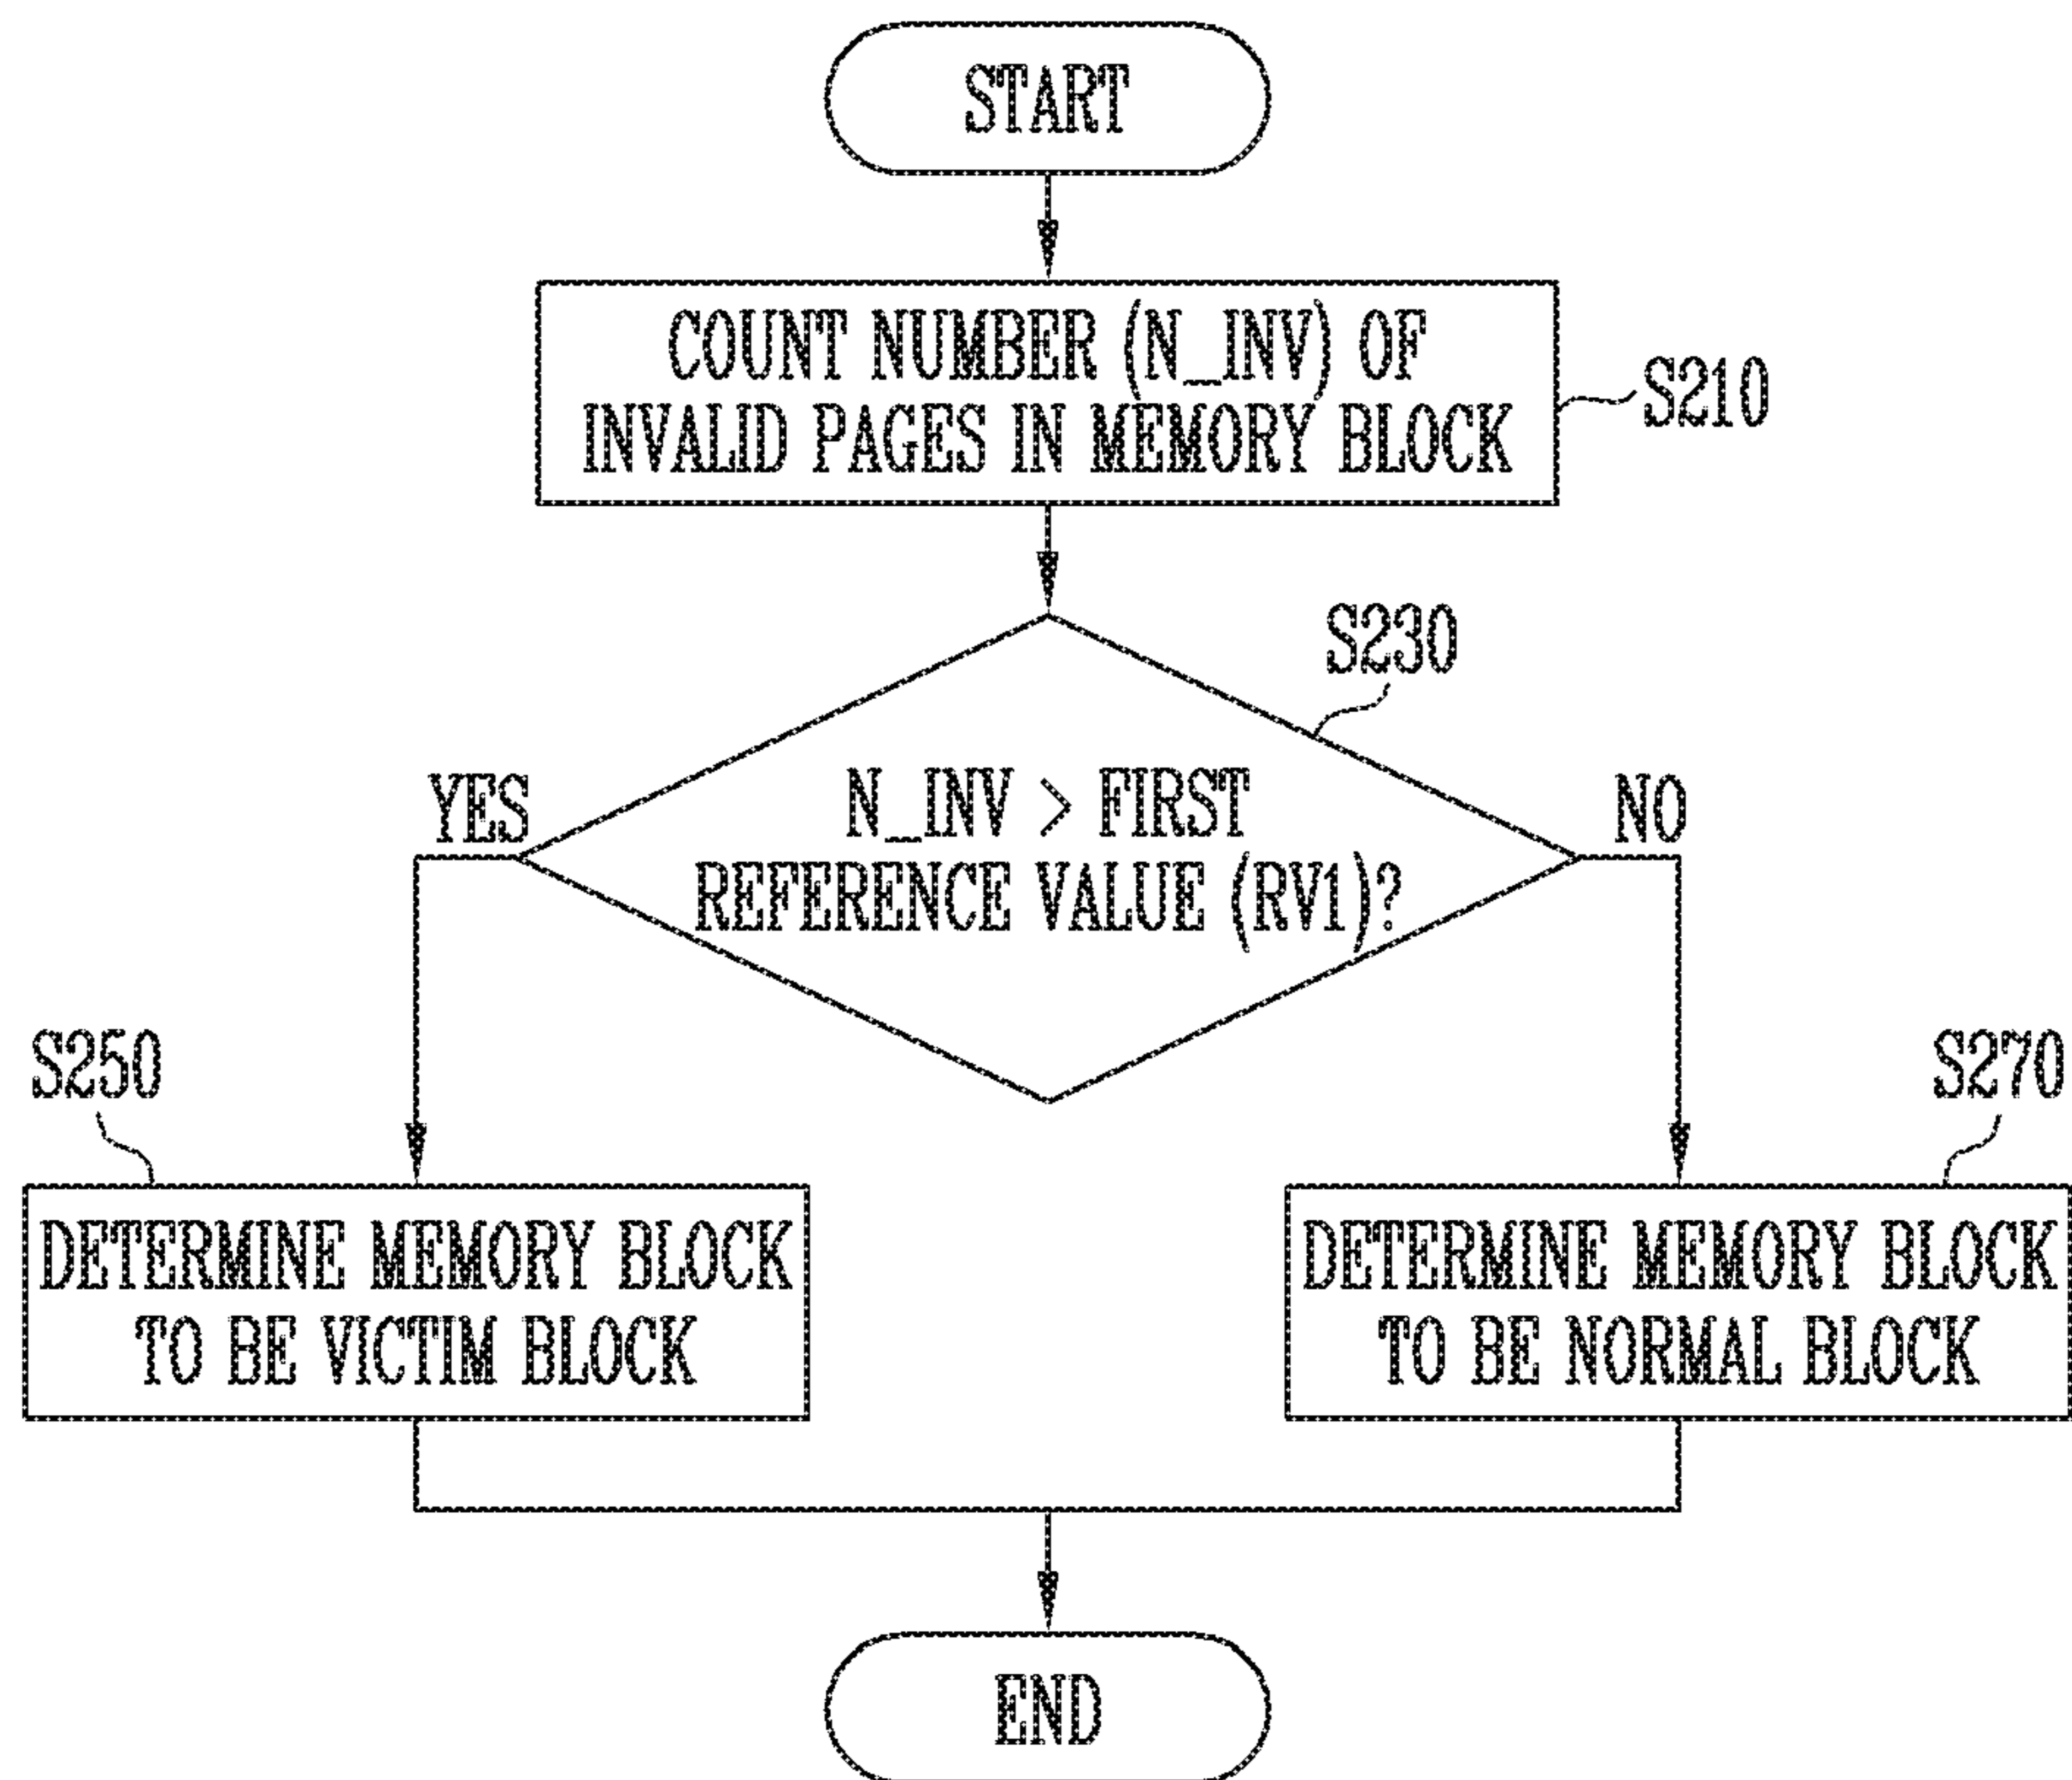 START
COUNT NUMBER (N_INV) OF
INVALID PAGES IN MEMORY BLOCK
S210
S230
N_INV > FIRST
REFERENCE VALUE (RV1)?
YES
NO
S250
DETERMINE MEMORY BLOCK
TO BE VICTIM BLOCK
S270
DETERMINE MEMORY BLOCK
TO BE NORMAL BLOCK
END